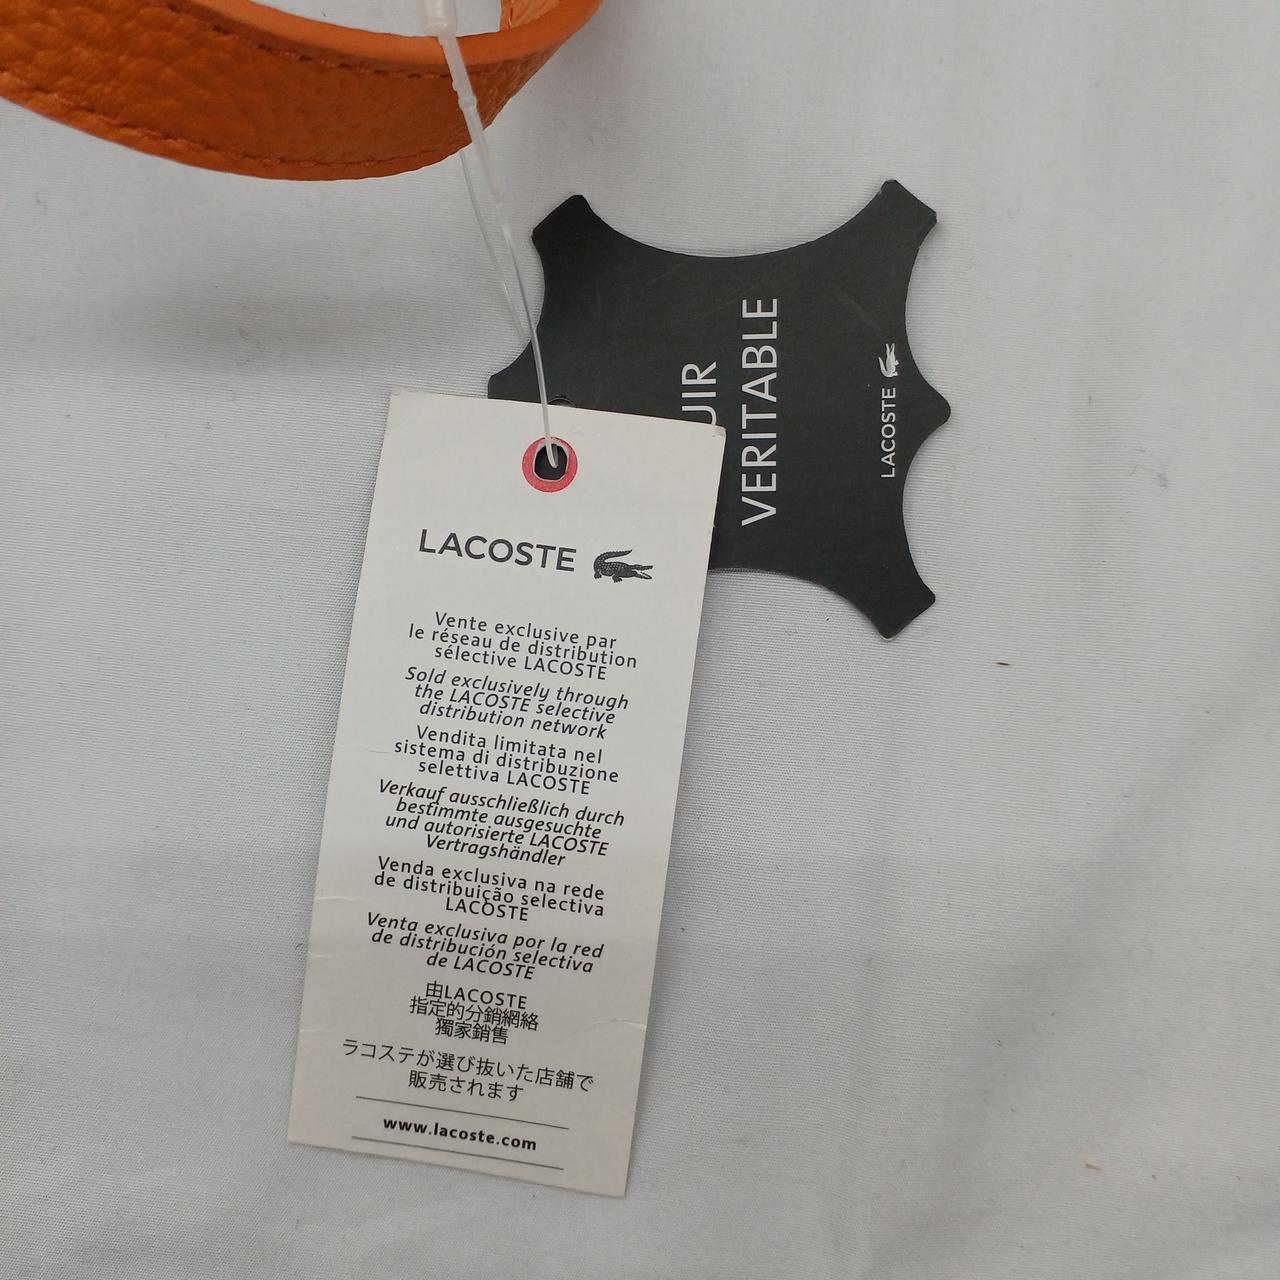 LACOSTE
Vente exclusive par
le réseau de distribution
sélective LACOSTE
Sold exclusively through
the LACOSTE selective
distribution network
Vendita limitata nel
sistema di distribuzione
selettiva LACOSTE
Verkauf ausschließlich durch
bestimmte ausgesuchte
und autorisierte LACOSTE
Vertragshändler
Venda exclusiva na rede
de distribuição selectiva
LACOSTE
Venta exclusiva por la red
de distribución selectiva
de LACOSTE
由LACOSTE
指定的分銷網絡
獨家銷售
ラコステが選び抜いた店舗で
販売されます
www.lacoste.com
UIR
VERITABLE
LACOSTE